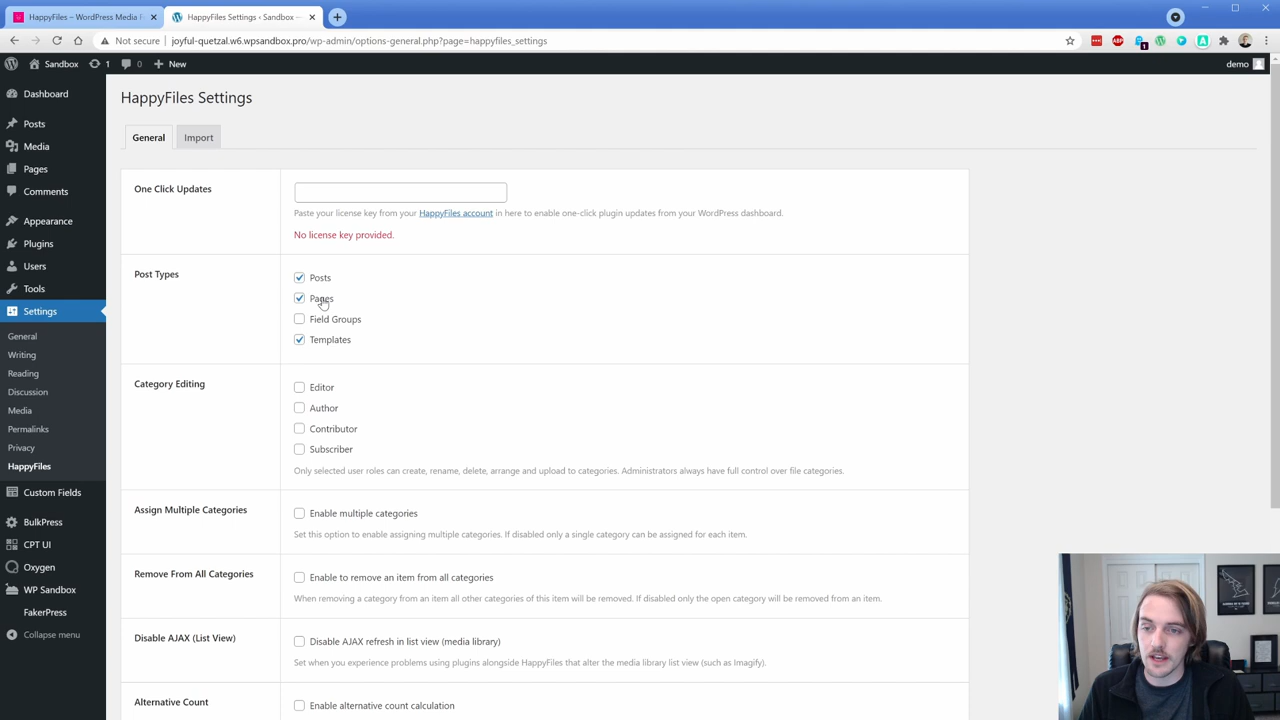 HappyFiles – WordPress Media F
HappyFiles Settings ‹ Sandbox —
Not secure
joyful-quetzal.w6.wpsandbox.pro/wp-admin/options-general.php?page=happyfiles_settings
ABP
1
Sandbox
1
0
New
demo
Dashboard
Posts
Media
Pages
Comments
Appearance
Plugins
Users
Tools
Settings
General
Writing
Reading
Discussion
Media
Permalinks
Privacy
HappyFiles
Custom Fields
BulkPress
CPT UI
Oxygen
WP Sandbox
FakerPress
Collapse menu
HappyFiles Settings
General
Import
One Click Updates
Paste your license key from your HappyFiles account in here to enable one-click plugin updates from your WordPress dashboard.
No license key provided.
Post Types
Posts
Pages
Field Groups
Templates
Category Editing
Editor
Author
Contributor
Subscriber
Only selected user roles can create, rename, delete, arrange and upload to categories. Administrators always have full control over file categories.
Assign Multiple Categories
Enable multiple categories
Set this option to enable assigning multiple categories. If disabled only a single category can be assigned for each item.
Remove From All Categories
Enable to remove an item from all categories
When removing a category from an item all other categories of this item will be removed. If disabled only the open category will be removed from an item.
Disable AJAX (List View)
Disable AJAX refresh in list view (media library)
Set when you experience problems using plugins alongside HappyFiles that alter the media library list view (such as Imagify).
Alternative Count
Enable alternative count calculation